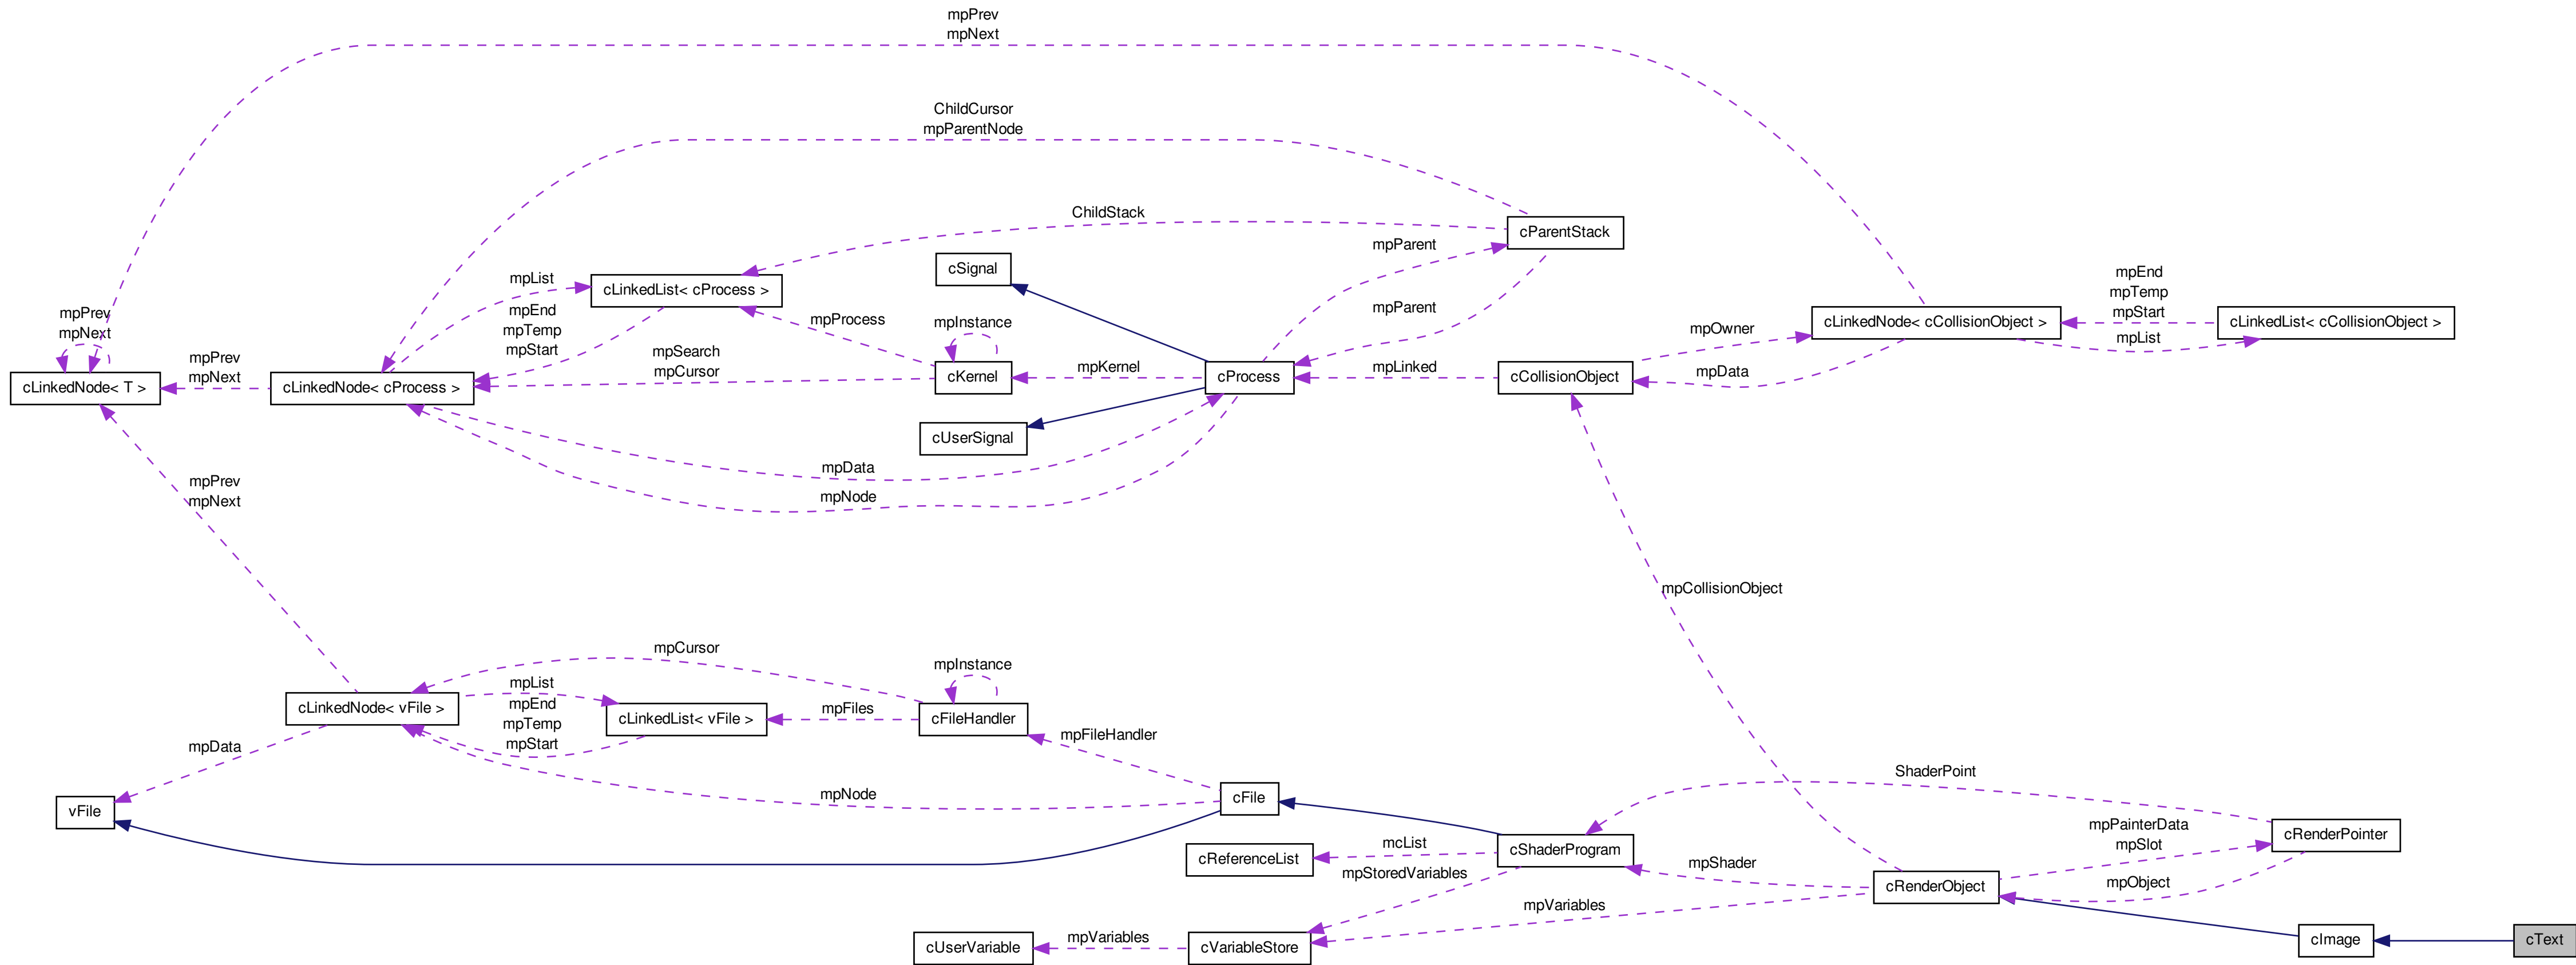 mpPrev
mpNext
ChildCursor
mpParentNode
ChildStack
cParentStack
mpParent
cSignal
mpList
cLinkedList< cProcess >
mpEnd
mpTemp
mpStart
mpProcess
mpInstance
mpParent
mpOwner
cLinkedNode< cCollisionObject >
mpEnd
mpTemp
mpStart
cLinkedList< cCollisionObject >
mpList
mpPrev
mpNext
mpPrev
mpNext
mpSearch
mpCursor
cLinkedNode< T >
cLinkedNode< cProcess >
cKernel
mpKernel
cProcess
mpLinked
cCollisionObject
mpData
cUserSignal
mpData
mpNode
mpPrev
mpNext
mpCollisionObject
mpCursor
mpInstance
mpList
cLinkedNode< vFile >
mpEnd
mpTemp
mpStart
cLinkedList< vFile >
mpFiles
cFileHandler
mpFileHandler
mpData
mpNode
cFile
vFile
ShaderPoint
mpPainterData
mpSlot
cRenderPointer
cReferenceList
mcList
cShaderProgram
mpStoredVariables
mpShader
cRenderObject
mpObject
mpVariables
cUserVariable
mpVariables
cVariableStore
cImage
cText